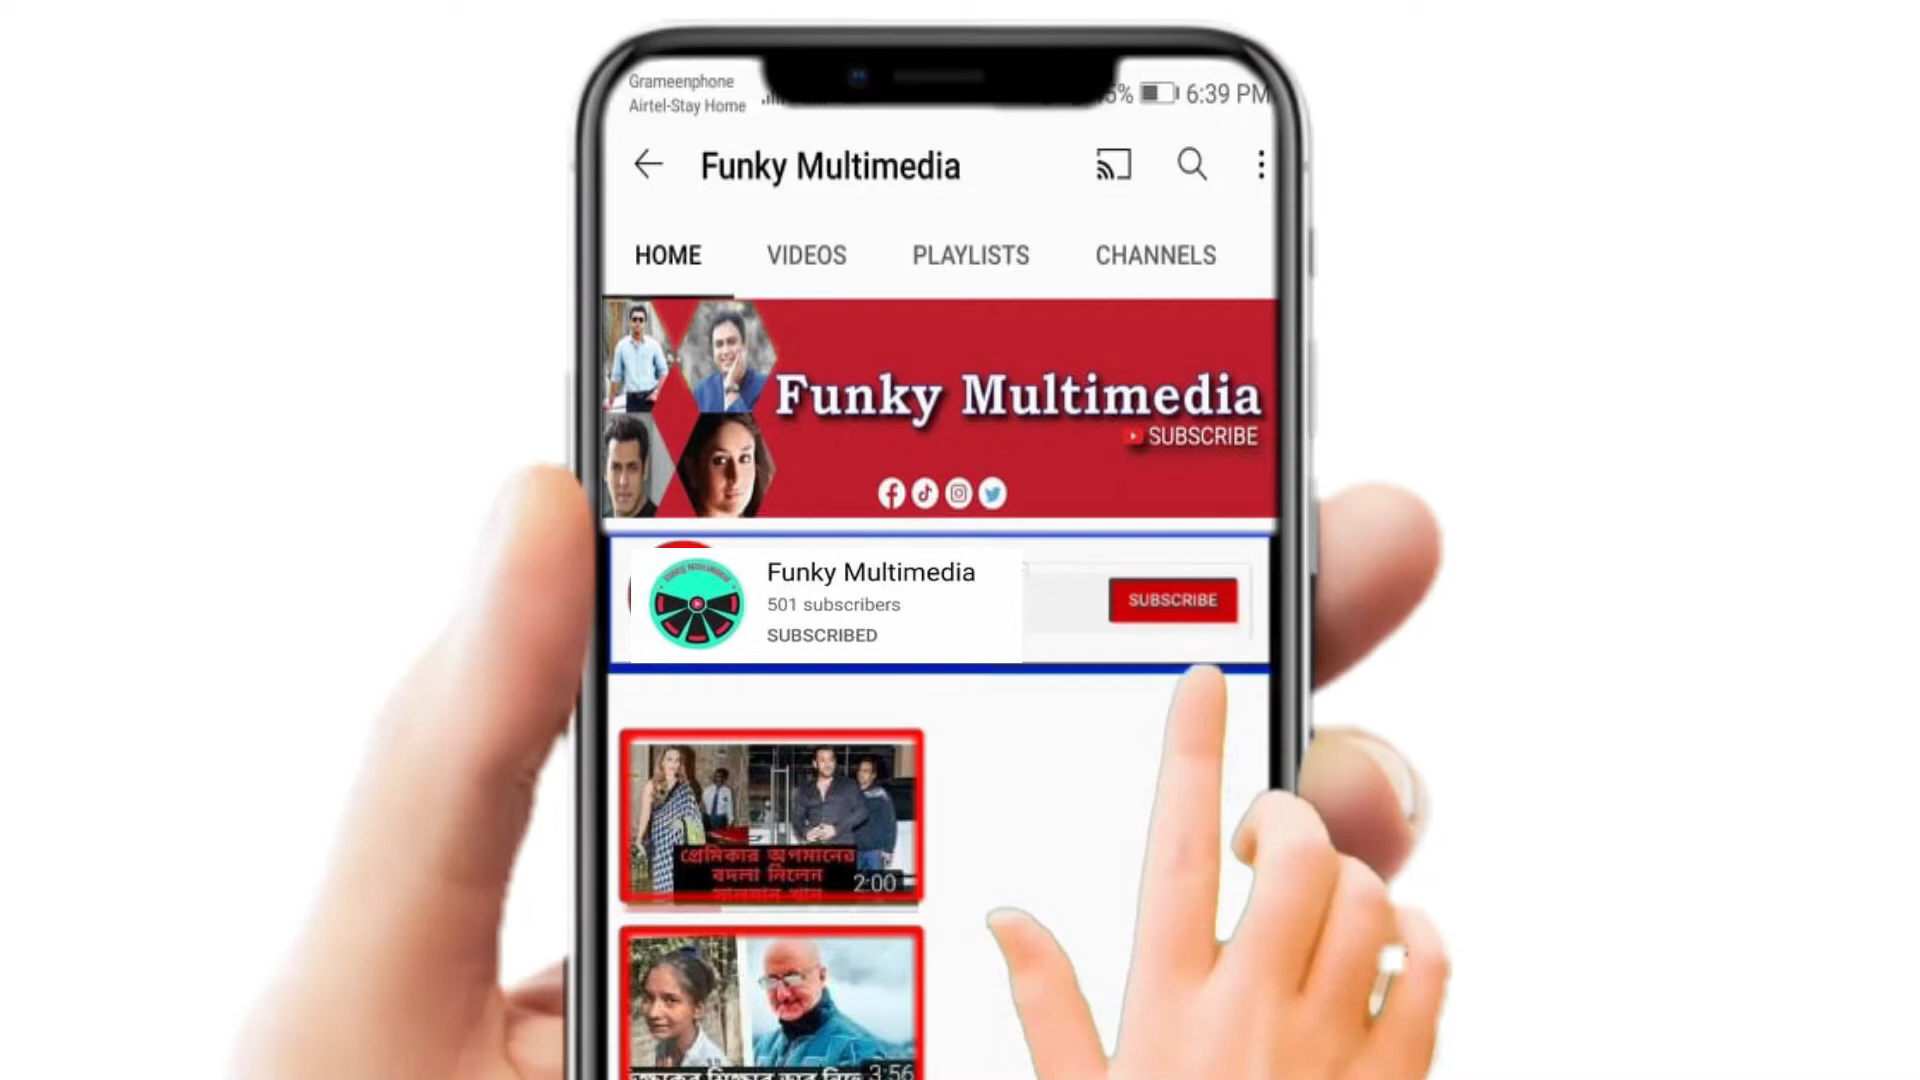 Grameenphone
Airtel-Stay Home
6:39 PM
Funky Multimedia
HOME VIDEOS PLAYLISTS CHANNELS
Funky Multimedia
SUBSCRIBE
Funky Multimedia
501 subscribers
SUBSCRIBED
SUBSCRIBE
প্রেমিকার অপমানের
বদলা নিলেন
সালমান খান
2:00
3:56